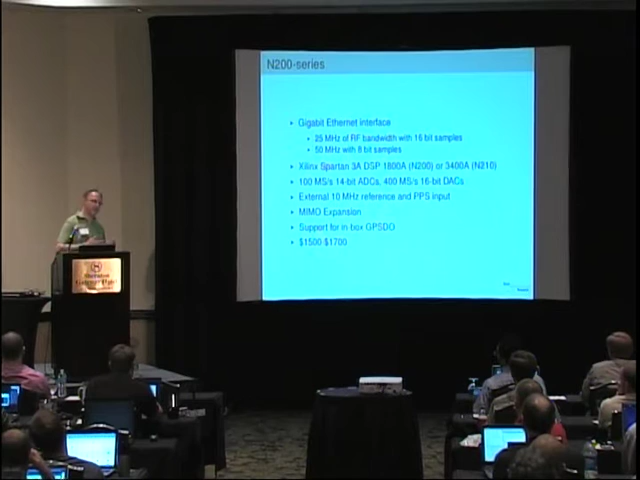 N200-series
• Gigabit Ethernet interface
• 25 MHz of RF bandwidth with 16 bit samples
• 50 MHz with 8 bit samples
• Xilinx Spartan 3A DSP 1800A (N200) or 3400A (N210)
• 100 MS/s 14-bit ADCs, 400 MS/s 16-bit DACs
• External 10 MHz reference and PPS input
• MIMO Expansion
• Support for in box GPSDO
• $1500 $1700
Sheraton